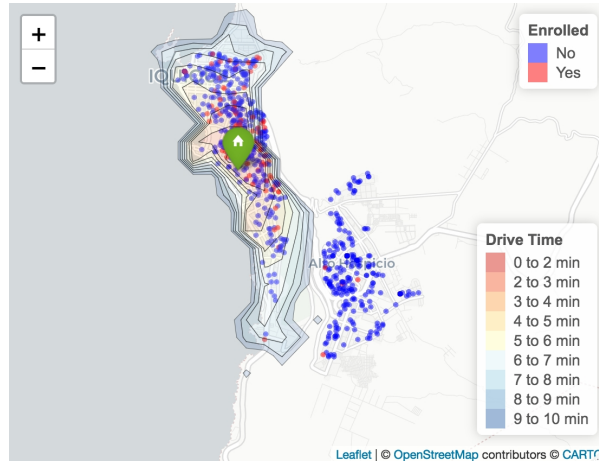 +
−
Enrolled
No
Yes
Alto Hospicio
Drive Time
0 to 2 min
2 to 3 min
3 to 4 min
4 to 5 min
5 to 6 min
6 to 7 min
7 to 8 min
8 to 9 min
9 to 10 min
Leaflet | © OpenStreetMap contributors © CARTO